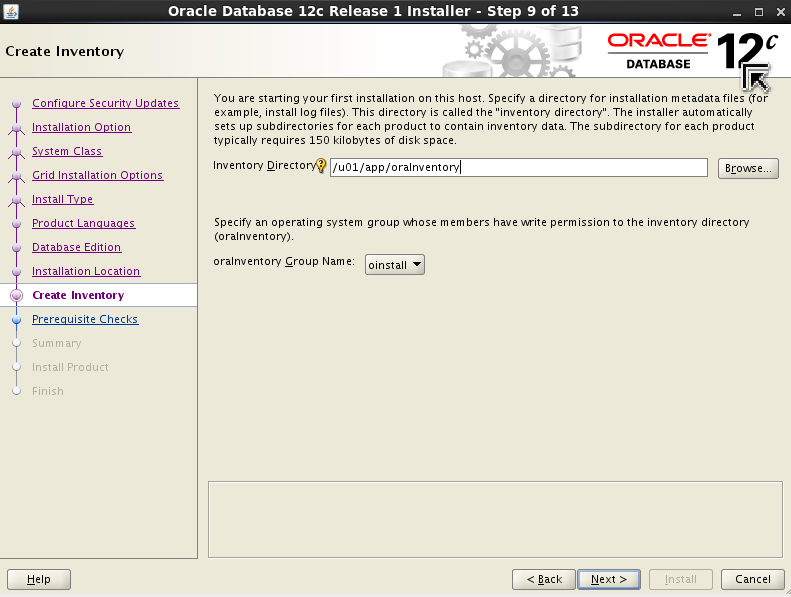 Oracle Database 12c Release 1 Installer - Step 9 of 13
Create Inventory
ORACLE
DATABASE
12c
Configure Security Updates
Installation Option
System Class
Grid Installation Options
Install Type
Product Languages
Database Edition
Installation Location
Create Inventory
Prerequisite Checks
Summary
Install Product
Finish
You are starting your first installation on this host. Specify a directory for installation metadata files (for
example, install log files). This directory is called the "inventory directory". The installer automatically
sets up subdirectories for each product to contain inventory data. The subdirectory for each product
typically requires 150 kilobytes of disk space.
Inventory Directory /u01/app/oraInventory Browse...
Specify an operating system group whose members have write permission to the inventory directory
(oraInventory).
oraInventory Group Name: oinstall
Help < Back Next > Install Cancel